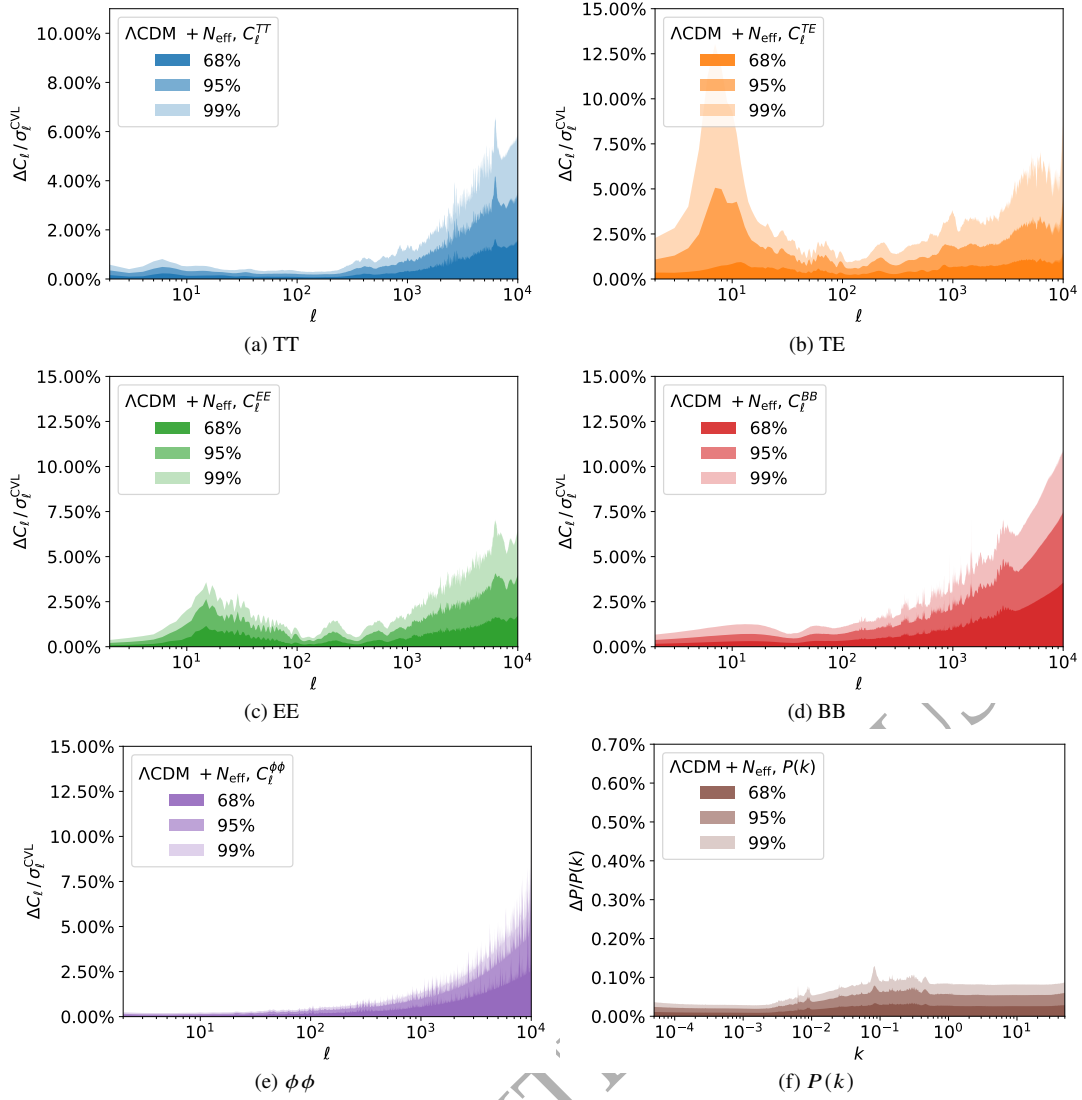 ΛCDM + N_eff, C_ℓ^TT
68%
95%
99%
10.00%
8.00%
6.00%
4.00%
2.00%
0.00%
ΔC_ℓ / σ_ℓ^CVL
10^1 10^2 10^3 10^4
ℓ
(a) TT
ΛCDM + N_eff, C_ℓ^TE
68%
95%
99%
15.00%
12.50%
10.00%
7.50%
5.00%
2.50%
0.00%
ΔC_ℓ / σ_ℓ^CVL
10^1 10^2 10^3 10^4
ℓ
(b) TE
ΛCDM + N_eff, C_ℓ^EE
68%
95%
99%
15.00%
12.50%
10.00%
7.50%
5.00%
2.50%
0.00%
ΔC_ℓ / σ_ℓ^CVL
10^1 10^2 10^3 10^4
ℓ
(c) EE
ΛCDM + N_eff, C_ℓ^BB
68%
95%
99%
15.00%
12.50%
10.00%
7.50%
5.00%
2.50%
0.00%
ΔC_ℓ / σ_ℓ^CVL
10^1 10^2 10^3 10^4
ℓ
(d) BB
ΛCDM + N_eff, C_ℓ^ϕϕ
68%
95%
99%
15.00%
12.50%
10.00%
7.50%
5.00%
2.50%
0.00%
ΔC_ℓ / σ_ℓ^CVL
10^1 10^2 10^3 10^4
ℓ
(e) ϕϕ
ΛCDM + N_eff, P(k)
68%
95%
99%
0.70%
0.60%
0.50%
0.40%
0.30%
0.20%
0.10%
0.00%
ΔP/P(k)
10^−4 10^−3 10^−2 10^−1 10^0 10^1
k
(f) P(k)